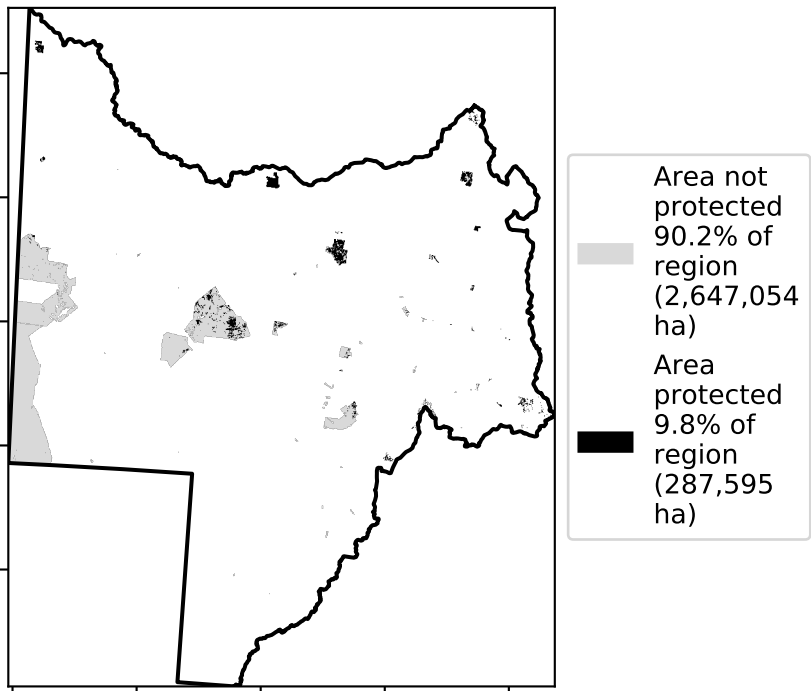 Area not
protected
90.2% of
region
(2,647,054
ha)
Area
protected
9.8% of
region
(287,595
ha)